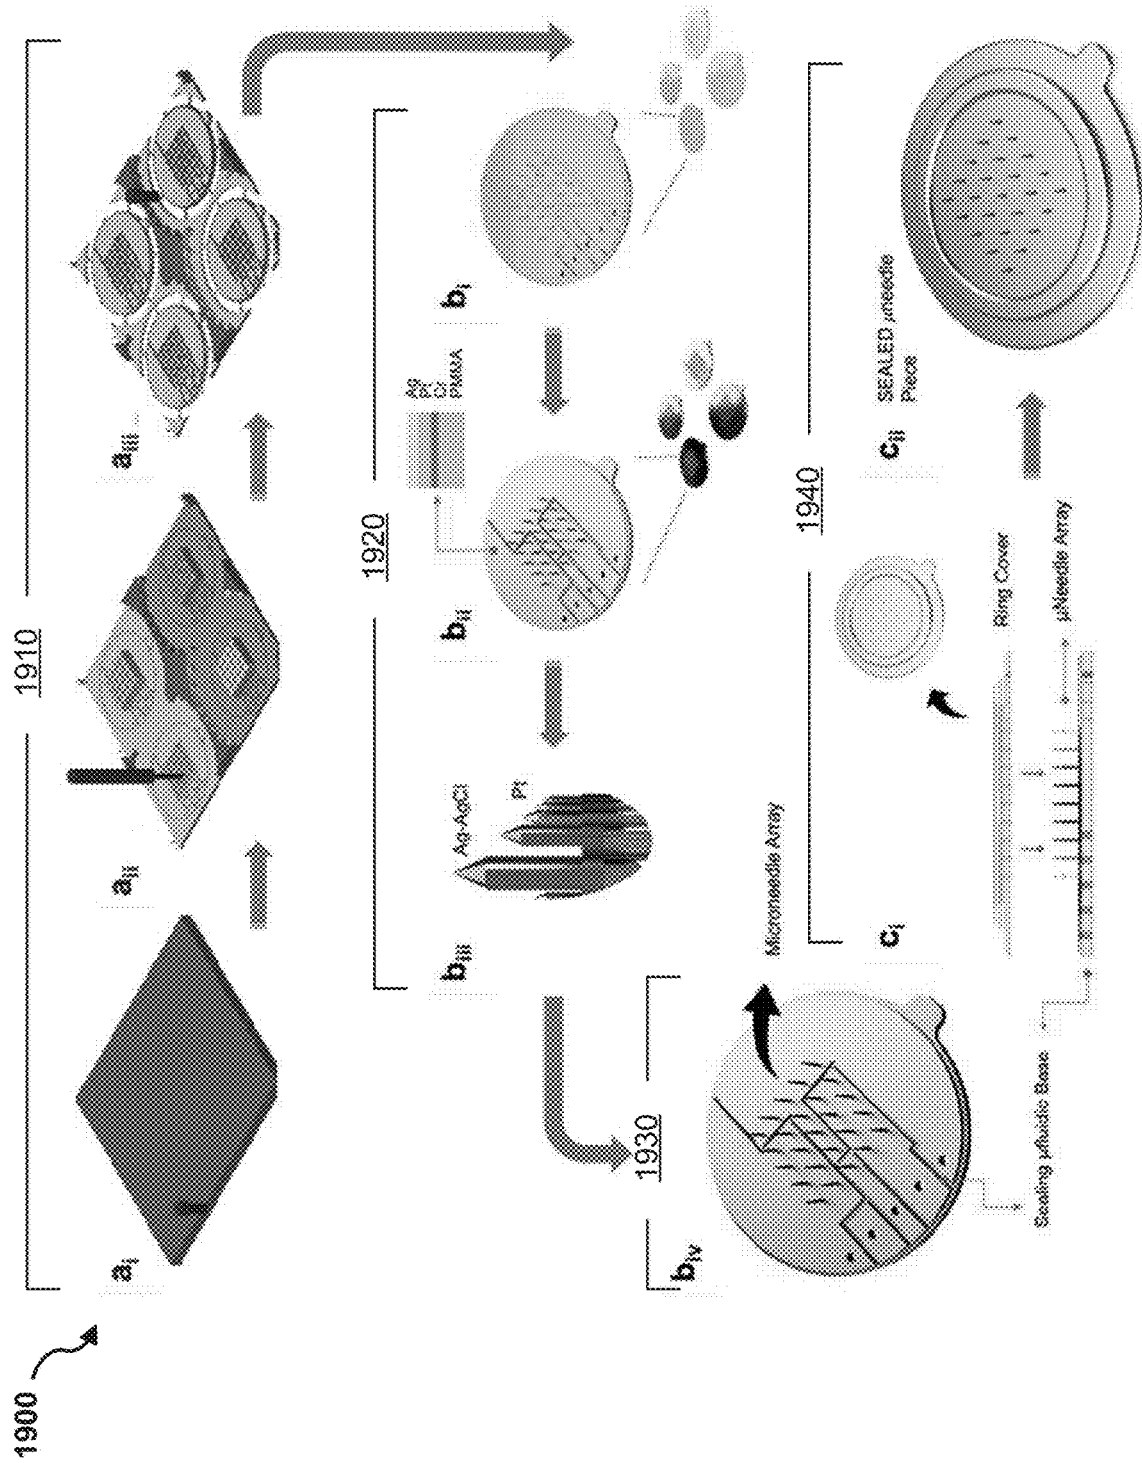 1900
1910
aᵢ
aᵢᵢ
aᵢᵢᵢ
1920
bᵢ
bᵢᵢ
Ag
Pt
Cr
PMMA
bᵢᵢᵢ
Ag-AgCl
Pt
1930
bᵢᵥ
Microneedle Array
Sealing µfluidic Base
1940
cᵢ
Ring Cover
µNeedle Array
cᵢᵢ
SEALED µneedle
Piece